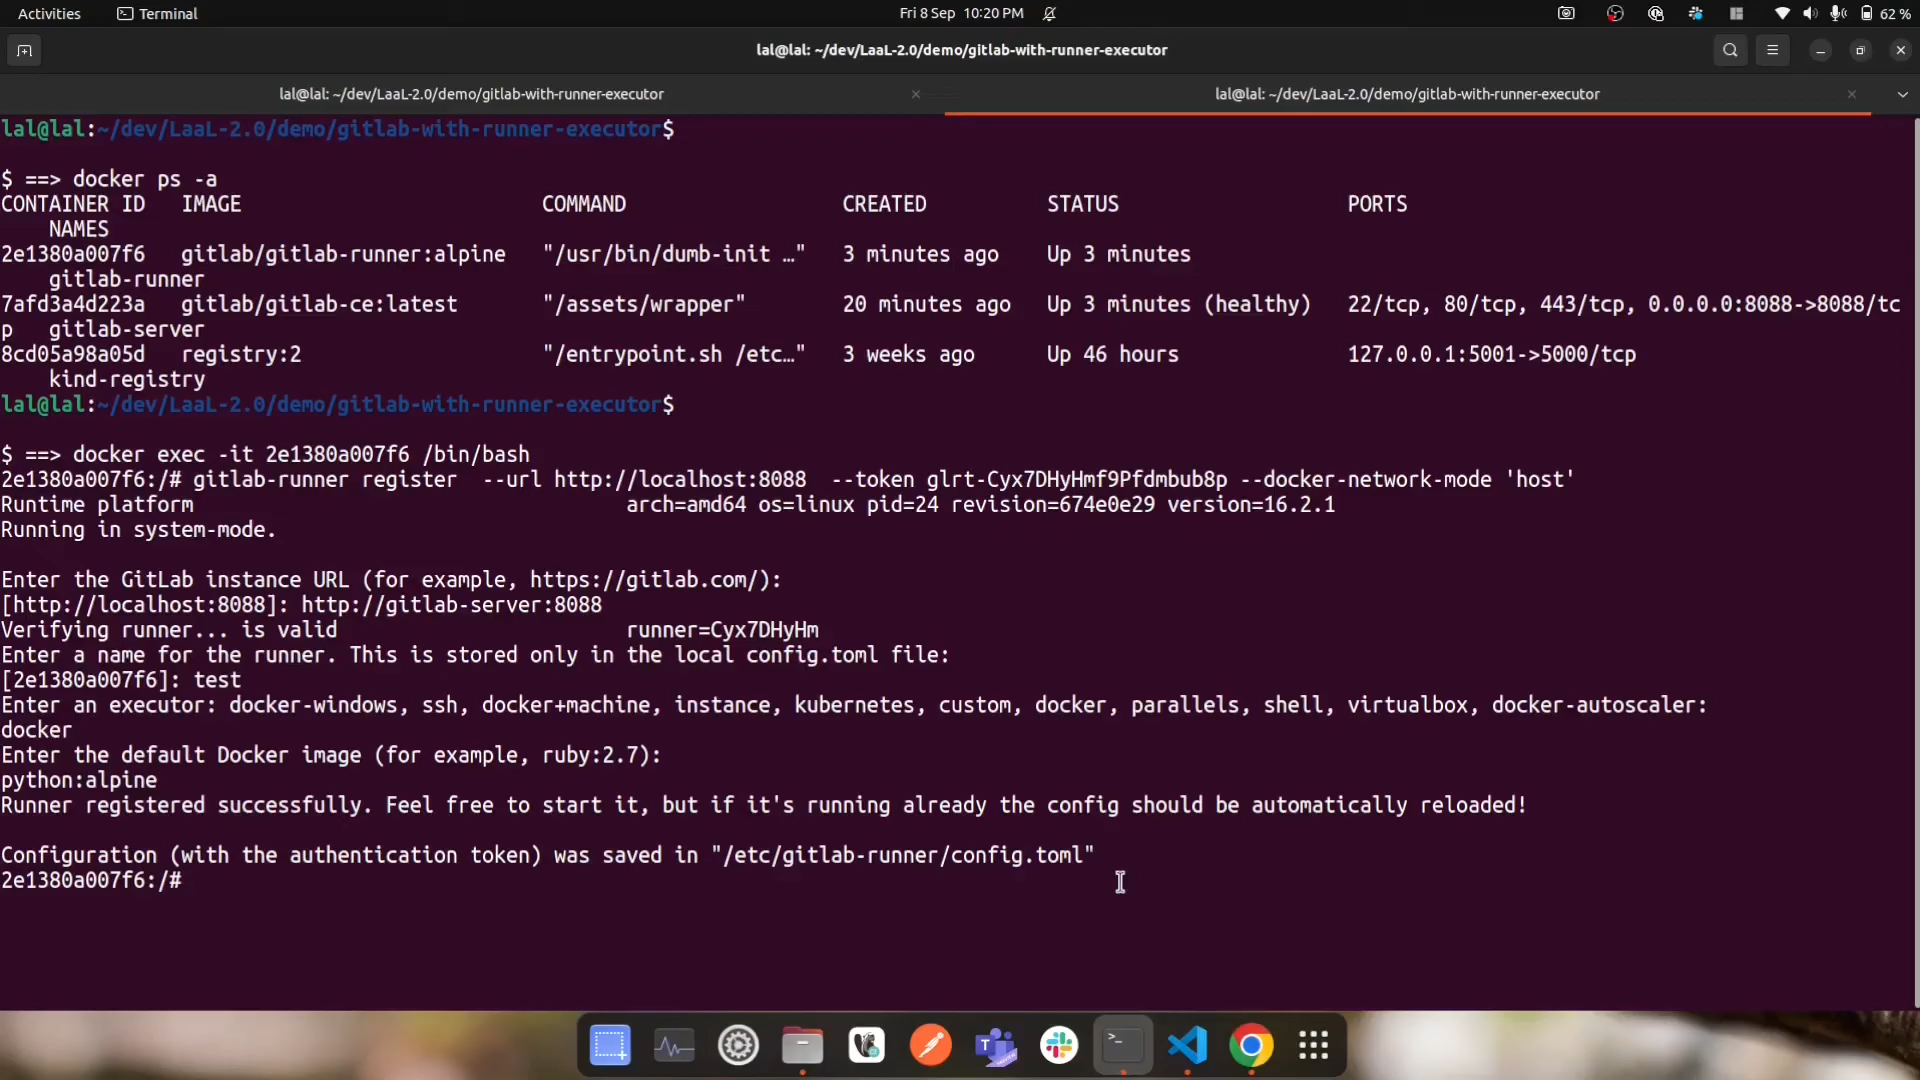 Activities Terminal Fri 8 Sep 10:20 PM 62 %
lal@lal: ~/dev/LaaL-2.0/demo/gitlab-with-runner-executor
lal@lal: ~/dev/LaaL-2.0/demo/gitlab-with-runner-executor lal@lal: ~/dev/LaaL-2.0/demo/gitlab-with-runner-executor
lal@lal:~/dev/LaaL-2.0/demo/gitlab-with-runner-executor$
$ ==> docker ps -a
CONTAINER ID IMAGE COMMAND CREATED STATUS PORTS
NAMES
2e1380a007f6 gitlab/gitlab-runner:alpine "/usr/bin/dumb-init …" 3 minutes ago Up 3 minutes
gitlab-runner
7afd3a4d223a gitlab/gitlab-ce:latest "/assets/wrapper" 20 minutes ago Up 3 minutes (healthy) 22/tcp, 80/tcp, 443/tcp, 0.0.0.0:8088->8088/tc
p gitlab-server
8cd05a98a05d registry:2 "/entrypoint.sh /etc…" 3 weeks ago Up 46 hours 127.0.0.1:5001->5000/tcp
kind-registry
lal@lal:~/dev/LaaL-2.0/demo/gitlab-with-runner-executor$
$ ==> docker exec -it 2e1380a007f6 /bin/bash
2e1380a007f6:/# gitlab-runner register --url http://localhost:8088 --token glrt-Cyx7DHyHmf9Pfdmbub8p --docker-network-mode 'host'
Runtime platform arch=amd64 os=linux pid=24 revision=674e0e29 version=16.2.1
Running in system-mode.
Enter the GitLab instance URL (for example, https://gitlab.com/):
[http://localhost:8088]: http://gitlab-server:8088
Verifying runner... is valid runner=Cyx7DHyHm
Enter a name for the runner. This is stored only in the local config.toml file:
[2e1380a007f6]: test
Enter an executor: docker-windows, ssh, docker+machine, instance, kubernetes, custom, docker, parallels, shell, virtualbox, docker-autoscaler:
docker
Enter the default Docker image (for example, ruby:2.7):
python:alpine
Runner registered successfully. Feel free to start it, but if it's running already the config should be automatically reloaded!
Configuration (with the authentication token) was saved in "/etc/gitlab-runner/config.toml"
2e1380a007f6:/#